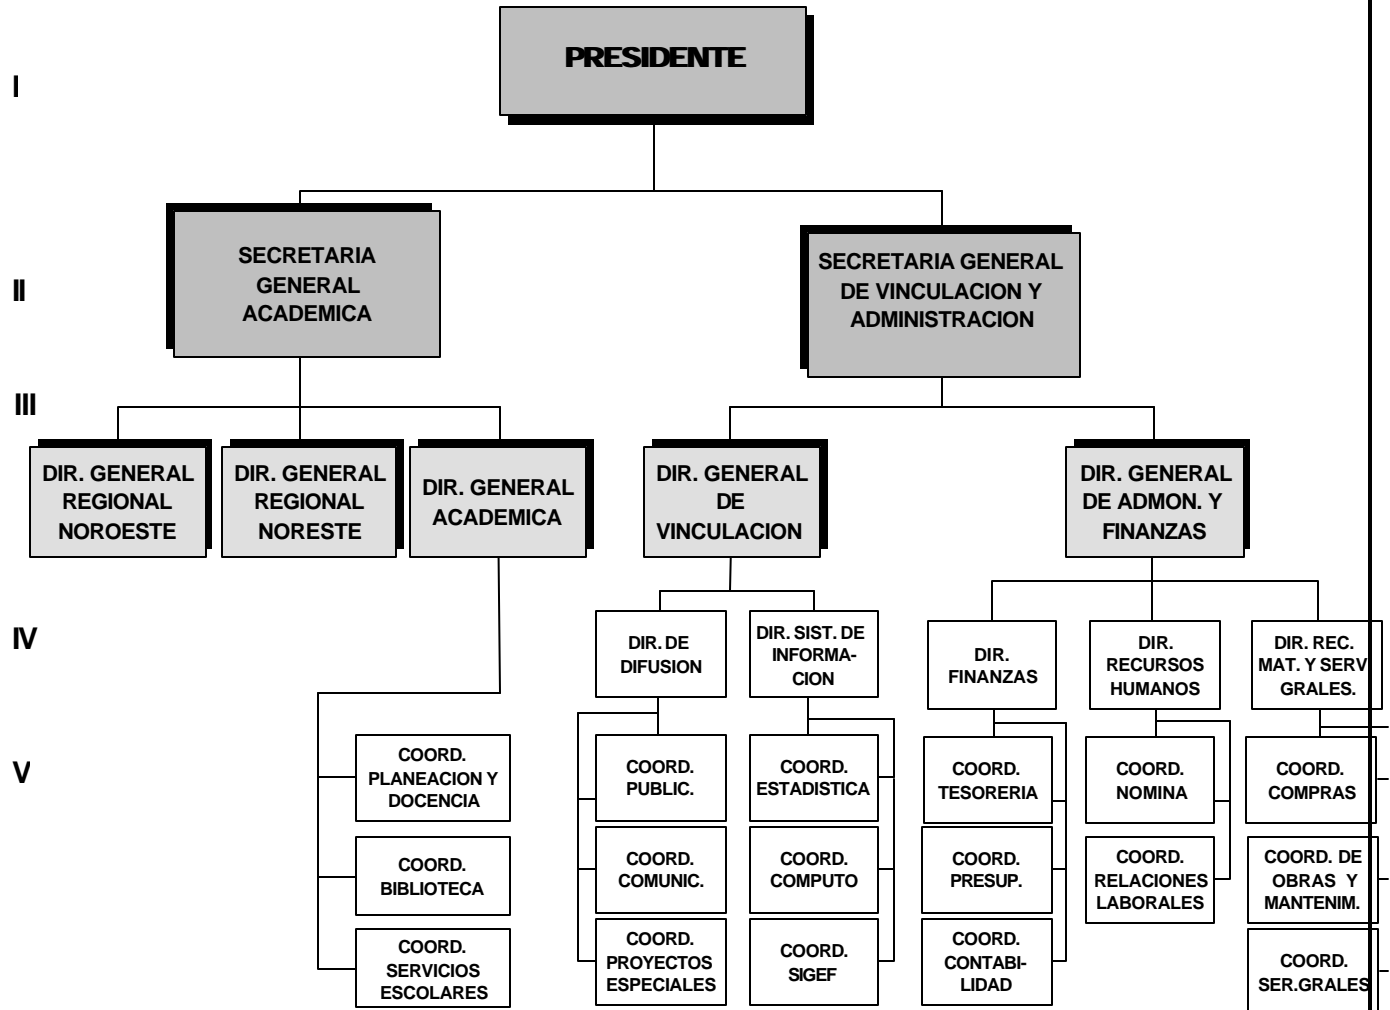 PRESIDENTE
I
SECRETARIA
GENERAL
ACADEMICA
SECRETARIA GENERAL
DE VINCULACION Y
ADMINISTRACION
II
III
DIR. GENERAL
REGIONAL
NOROESTE
DIR. GENERAL
REGIONAL
NORESTE
DIR. GENERAL
ACADEMICA
DIR. GENERAL
DE
VINCULACION
DIR. GENERAL
DE ADMON. Y
FINANZAS
IV
DIR. DE
DIFUSION
DIR. SIST. DE
INFORMA-
CION
DIR.
FINANZAS
DIR.
RECURSOS
HUMANOS
DIR. REC.
MAT. Y SERV
GRALES.
V
COORD.
PLANEACION Y
DOCENCIA
COORD.
PUBLIC.
COORD.
ESTADISTICA
COORD.
TESORERIA
COORD.
NOMINA
COORD.
COMPRAS
COORD.
BIBLIOTECA
COORD.
COMUNIC.
COORD.
COMPUTO
COORD.
PRESUP.
COORD.
RELACIONES
LABORALES
COORD. DE
OBRAS Y
MANTENIM.
COORD.
SERVICIOS
ESCOLARES
COORD.
PROYECTOS
ESPECIALES
COORD.
SIGEF
COORD.
CONTABI-
LIDAD
COORD.
SER.GRALES